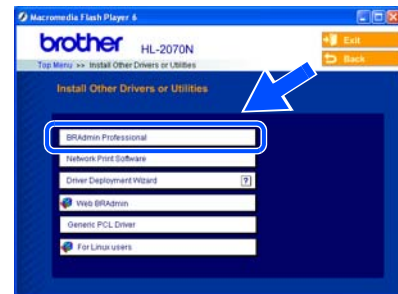 Macromedia Flash Player 6
brother HL-2070N
Exit
Top Menu >> Install Other Drivers or Utilities
Back
Install Other Drivers or Utilities
BRAdmin Professional
Network Print Software
Driver Deployment Wizard ?
Web BRAdmin
Generic PCL Driver
For Linux users